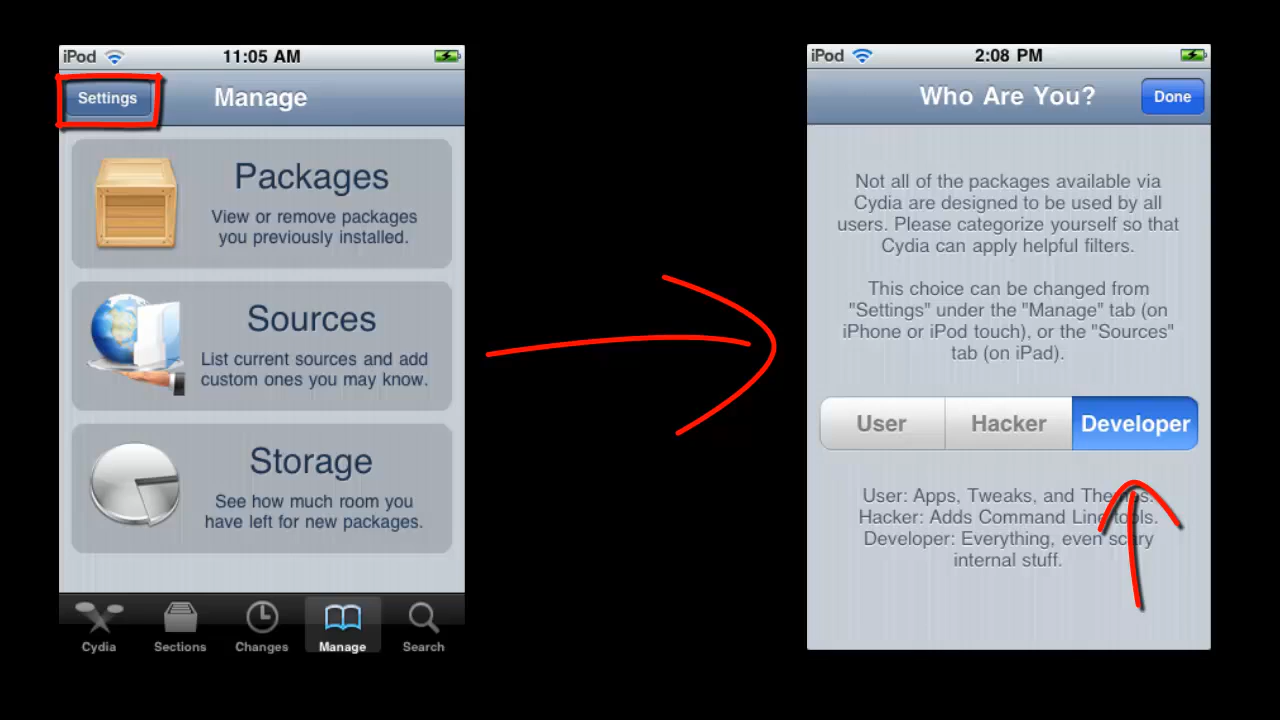 iPod 11:05 AM
Settings Manage
Packages
View or remove packages
you previously installed.
Sources
List current sources and add
custom ones you may know.
Storage
See how much room you
have left for new packages.
Cydia Sections Changes Manage Search
iPod 2:08 PM
Who Are You? Done
Not all of the packages available via
Cydia are designed to be used by all
users. Please categorize yourself so that
Cydia can apply helpful filters.
This choice can be changed from
"Settings" under the "Manage" tab (on
iPhone or iPod touch), or the "Sources"
tab (on iPad).
User Hacker Developer
User: Apps, Tweaks, and Themes.
Hacker: Adds Command Line tools.
Developer: Everything, even scary
internal stuff.